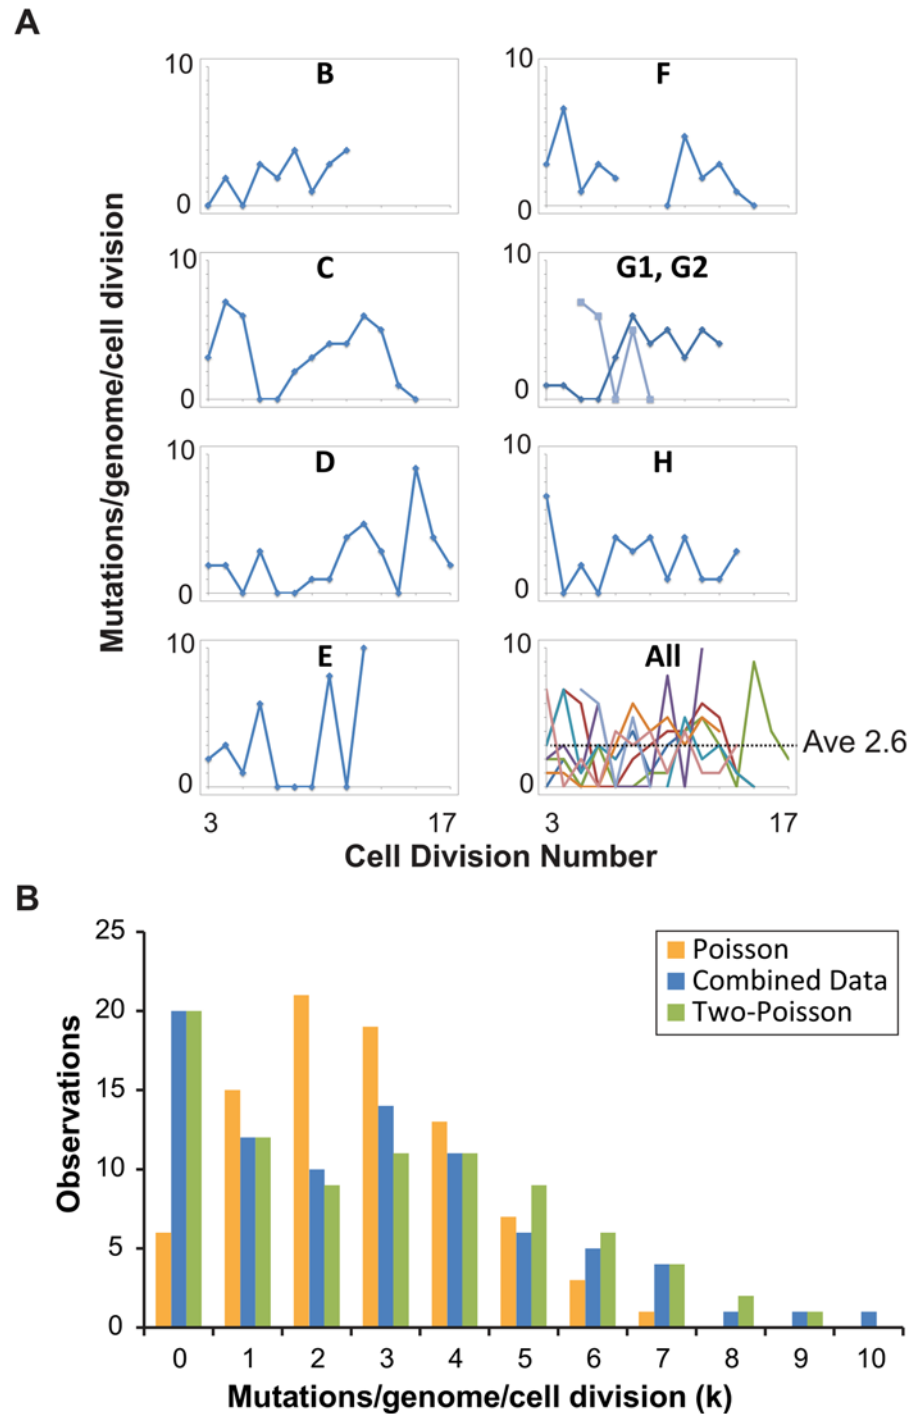 A
Mutations/genome/cell division
10
B
0
10
F
0
10
C
0
10
G1, G2
0
10
D
0
10
H
0
10
E
0
10
All
0
Ave 2.6
3
17
3
17
Cell Division Number
B
Observations
25
20
15
10
5
0
Poisson
Combined Data
Two-Poisson
0 1 2 3 4 5 6 7 8 9 10
Mutations/genome/cell division (k)